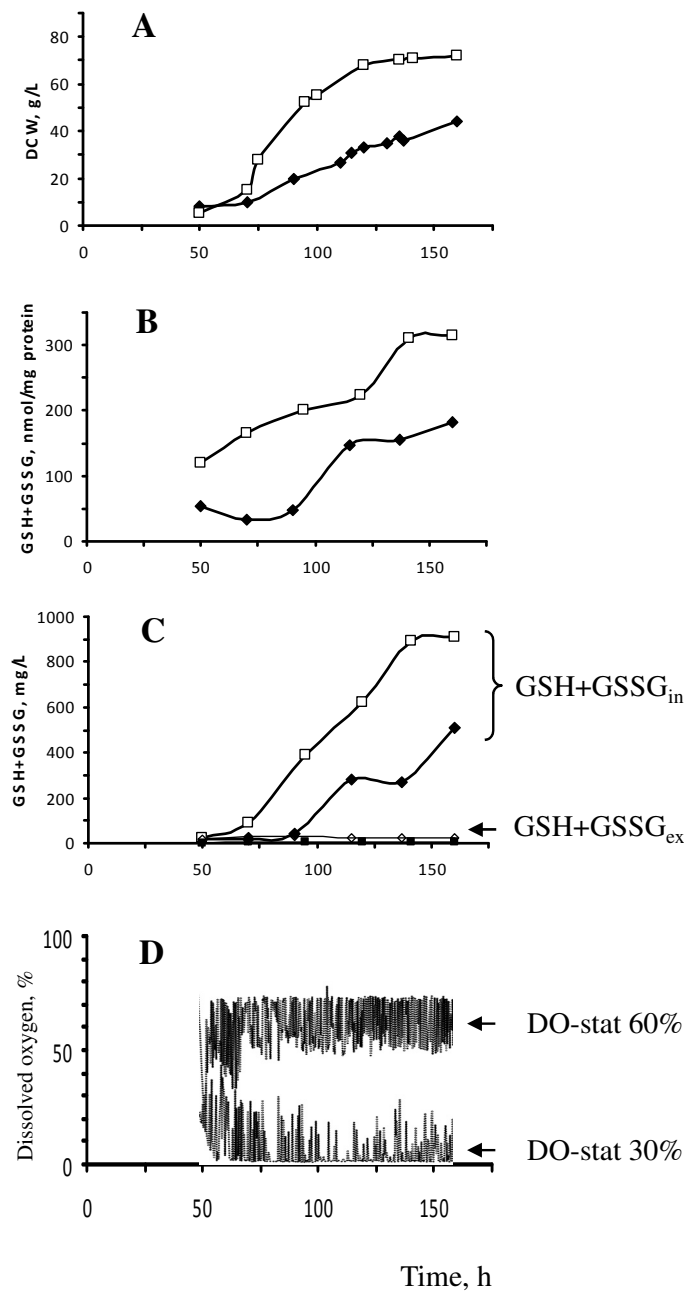 A
DCW, g/L
80
60
40
20
0
0 50 100 150
B
GSH+GSSG, nmol/mg protein
300
200
100
0
0 50 100 150
C
GSH+GSSG, mg/L
1000
800
600
400
200
0
0 50 100 150
GSH+GSSGin
GSH+GSSGex
D
Dissolved oxygen, %
100
50
0
0 50 100 150
DO-stat 60%
DO-stat 30%
Time, h